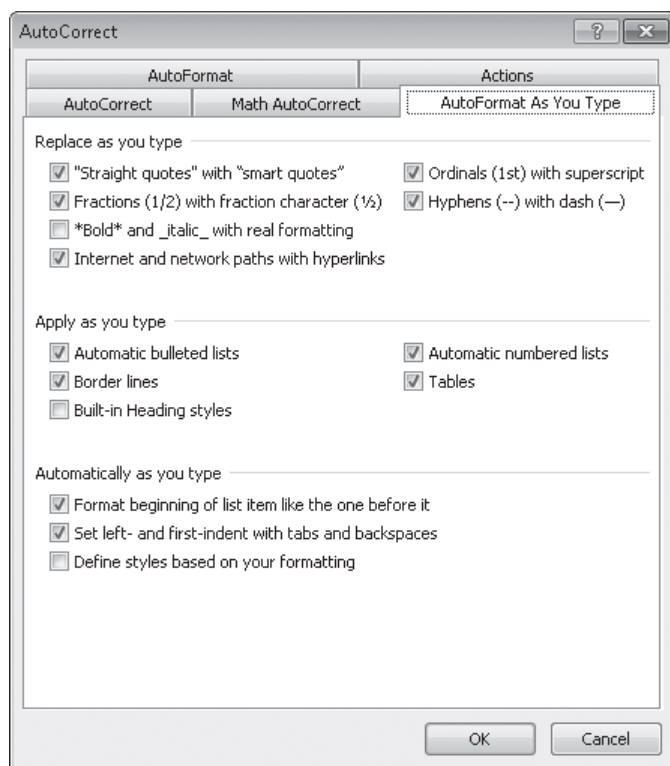 AutoCorrect
AutoFormat Actions
AutoCorrect Math AutoCorrect AutoFormat As You Type
Replace as you type
"Straight quotes" with “smart quotes” Ordinals (1st) with superscript
Fractions (1/2) with fraction character (½) Hyphens (--) with dash (—)
*Bold* and _italic_ with real formatting
Internet and network paths with hyperlinks
Apply as you type
Automatic bulleted lists Automatic numbered lists
Border lines Tables
Built-in Heading styles
Automatically as you type
Format beginning of list item like the one before it
Set left- and first-indent with tabs and backspaces
Define styles based on your formatting
OK Cancel